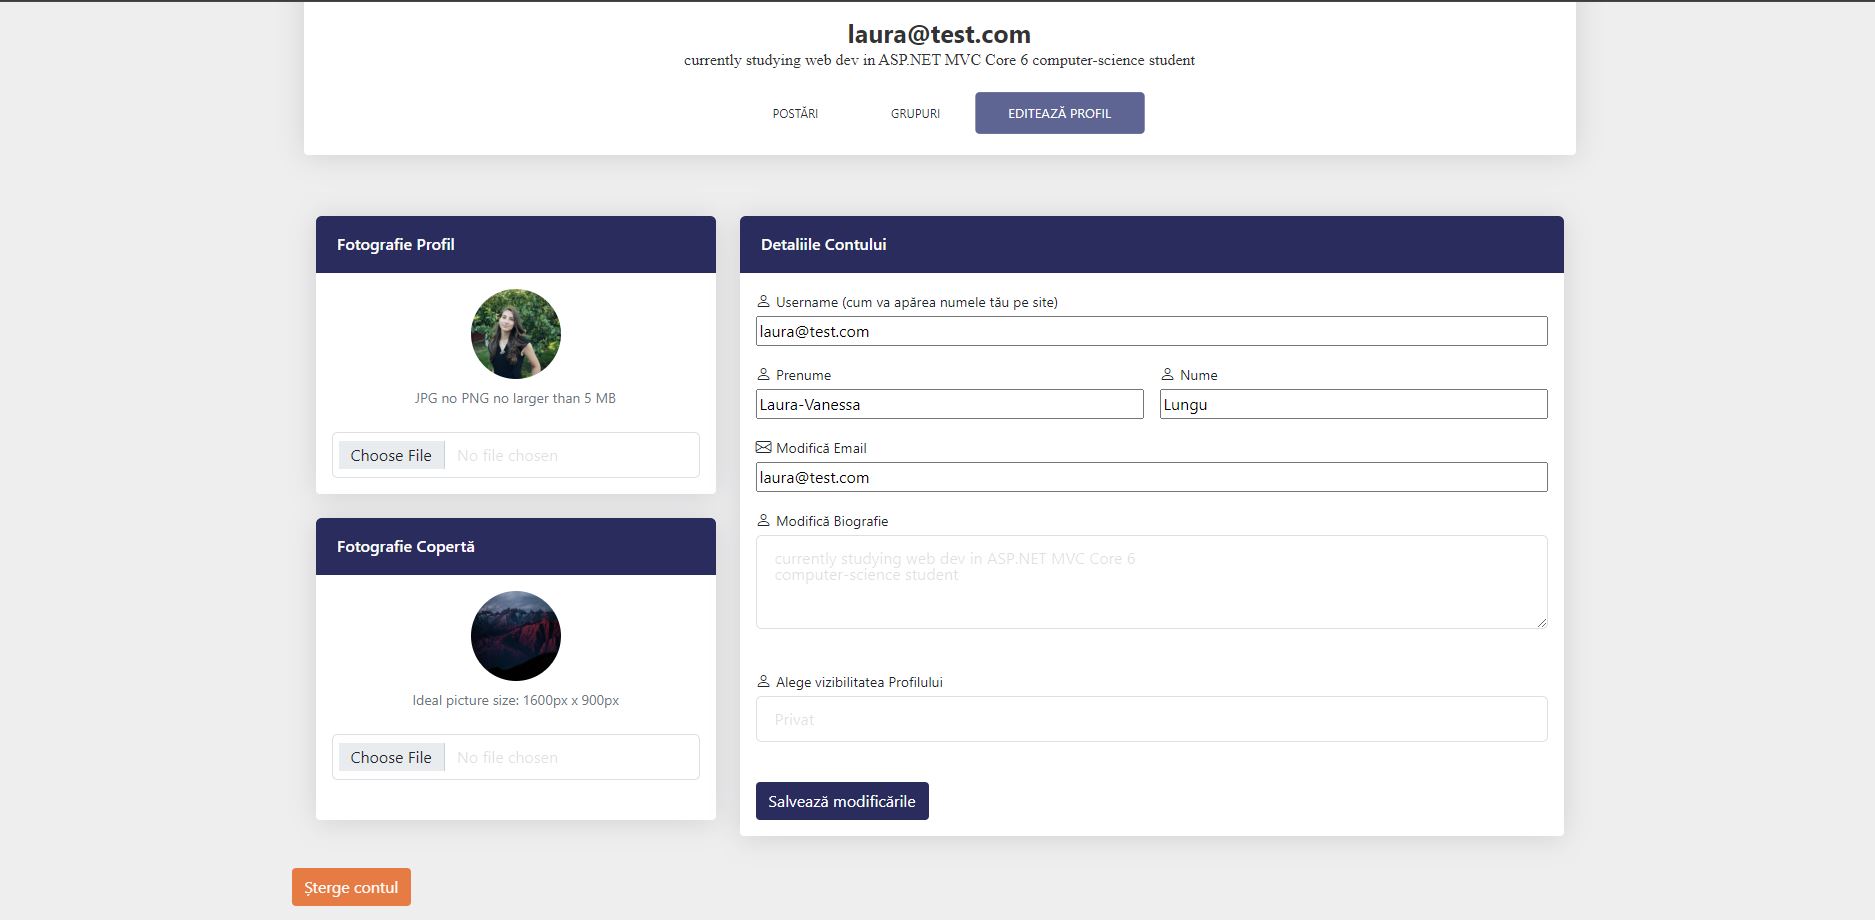 laura@test.com
currently studying web dev in ASP.NET MVC Core 6 computer-science student
POSTĂRI
GRUPURI
EDITEAZĂ PROFIL
Fotografie Profil
JPG no PNG no larger than 5 MB
Choose File No file chosen
Fotografie Copertă
Ideal picture size: 1600px x 900px
Choose File No file chosen
Detaliile Contului
Username (cum va apărea numele tău pe site)
laura@test.com
Prenume
Laura-Vanessa
Nume
Lungu
Modifică Email
laura@test.com
Modifică Biografie
currently studying web dev in ASP.NET MVC Core 6
computer-science student
Alege vizibilitatea Profilului
Privat
Salvează modificările
Șterge contul